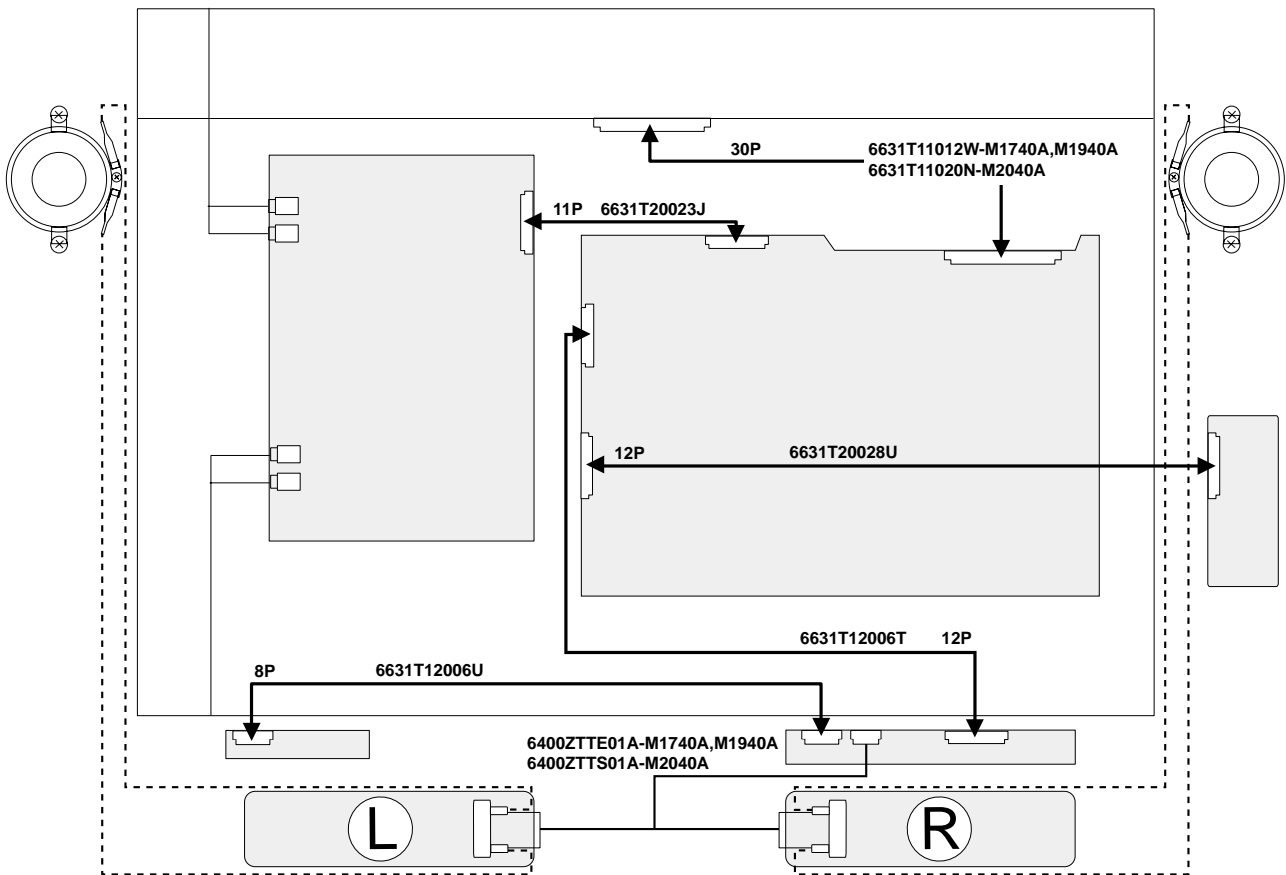 30P
6631T11012W-M1740A,M1940A
6631T11020N-M2040A
11P 6631T20023J
12P
6631T20028U
6631T12006T 12P
8P
6631T12006U
6400ZTTE01A-M1740A,M1940A
6400ZTTS01A-M2040A
L
R